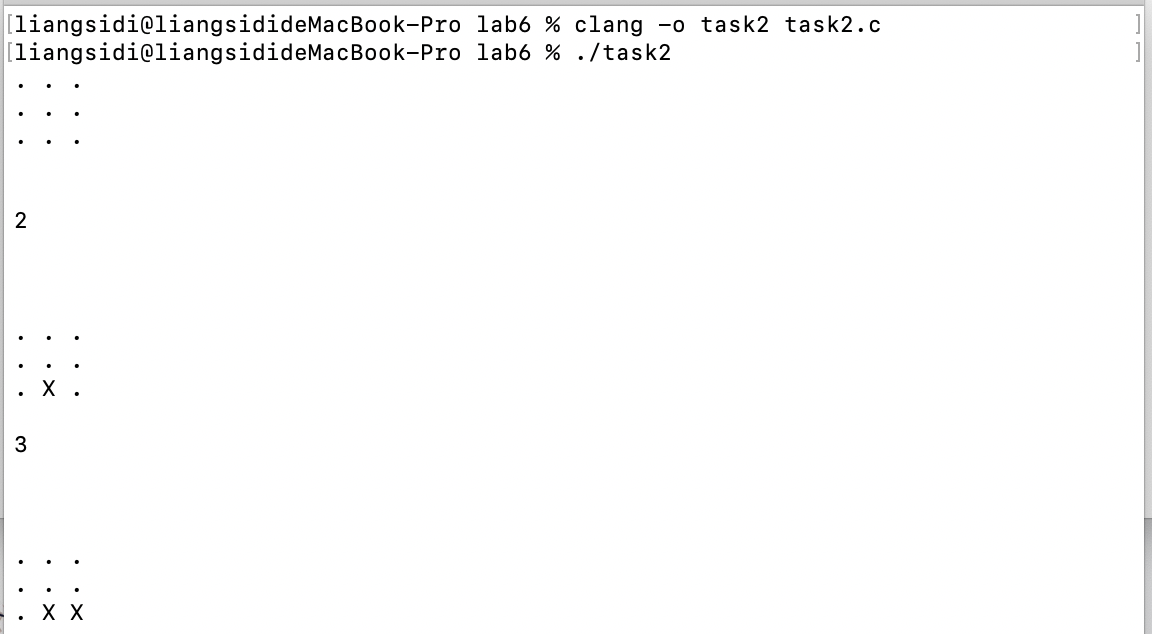 [liangsidi@liangsidideMacBook-Pro lab6 % clang -o task2 task2.c ]
[liangsidi@liangsidideMacBook-Pro lab6 % ./task2 ]
. . .
. . .
. . .
2
. . .
. . .
. X .
3
. . .
. . .
. X X